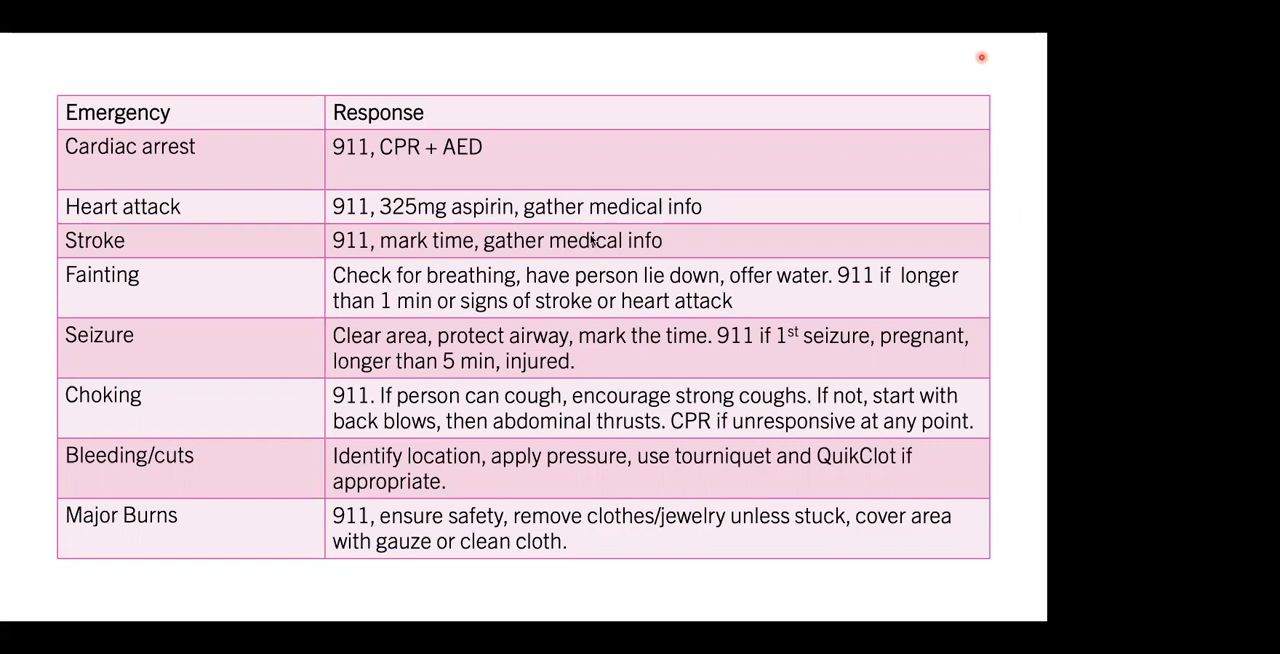 Emergency
Response
Cardiac arrest
911, CPR + AED
Heart attack
911, 325mg aspirin, gather medical info
Stroke
911, mark time, gather medical info
Fainting
Check for breathing, have person lie down, offer water. 911 if  longer
than 1 min or signs of stroke or heart attack
Seizure
Clear area, protect airway, mark the time. 911 if 1st seizure, pregnant,
longer than 5 min, injured.
Choking
911. If person can cough, encourage strong coughs. If not, start with
back blows, then abdominal thrusts. CPR if unresponsive at any point.
Bleeding/cuts
Identify location, apply pressure, use tourniquet and QuikClot if
appropriate.
Major Burns
911, ensure safety, remove clothes/jewelry unless stuck, cover area
with gauze or clean cloth.